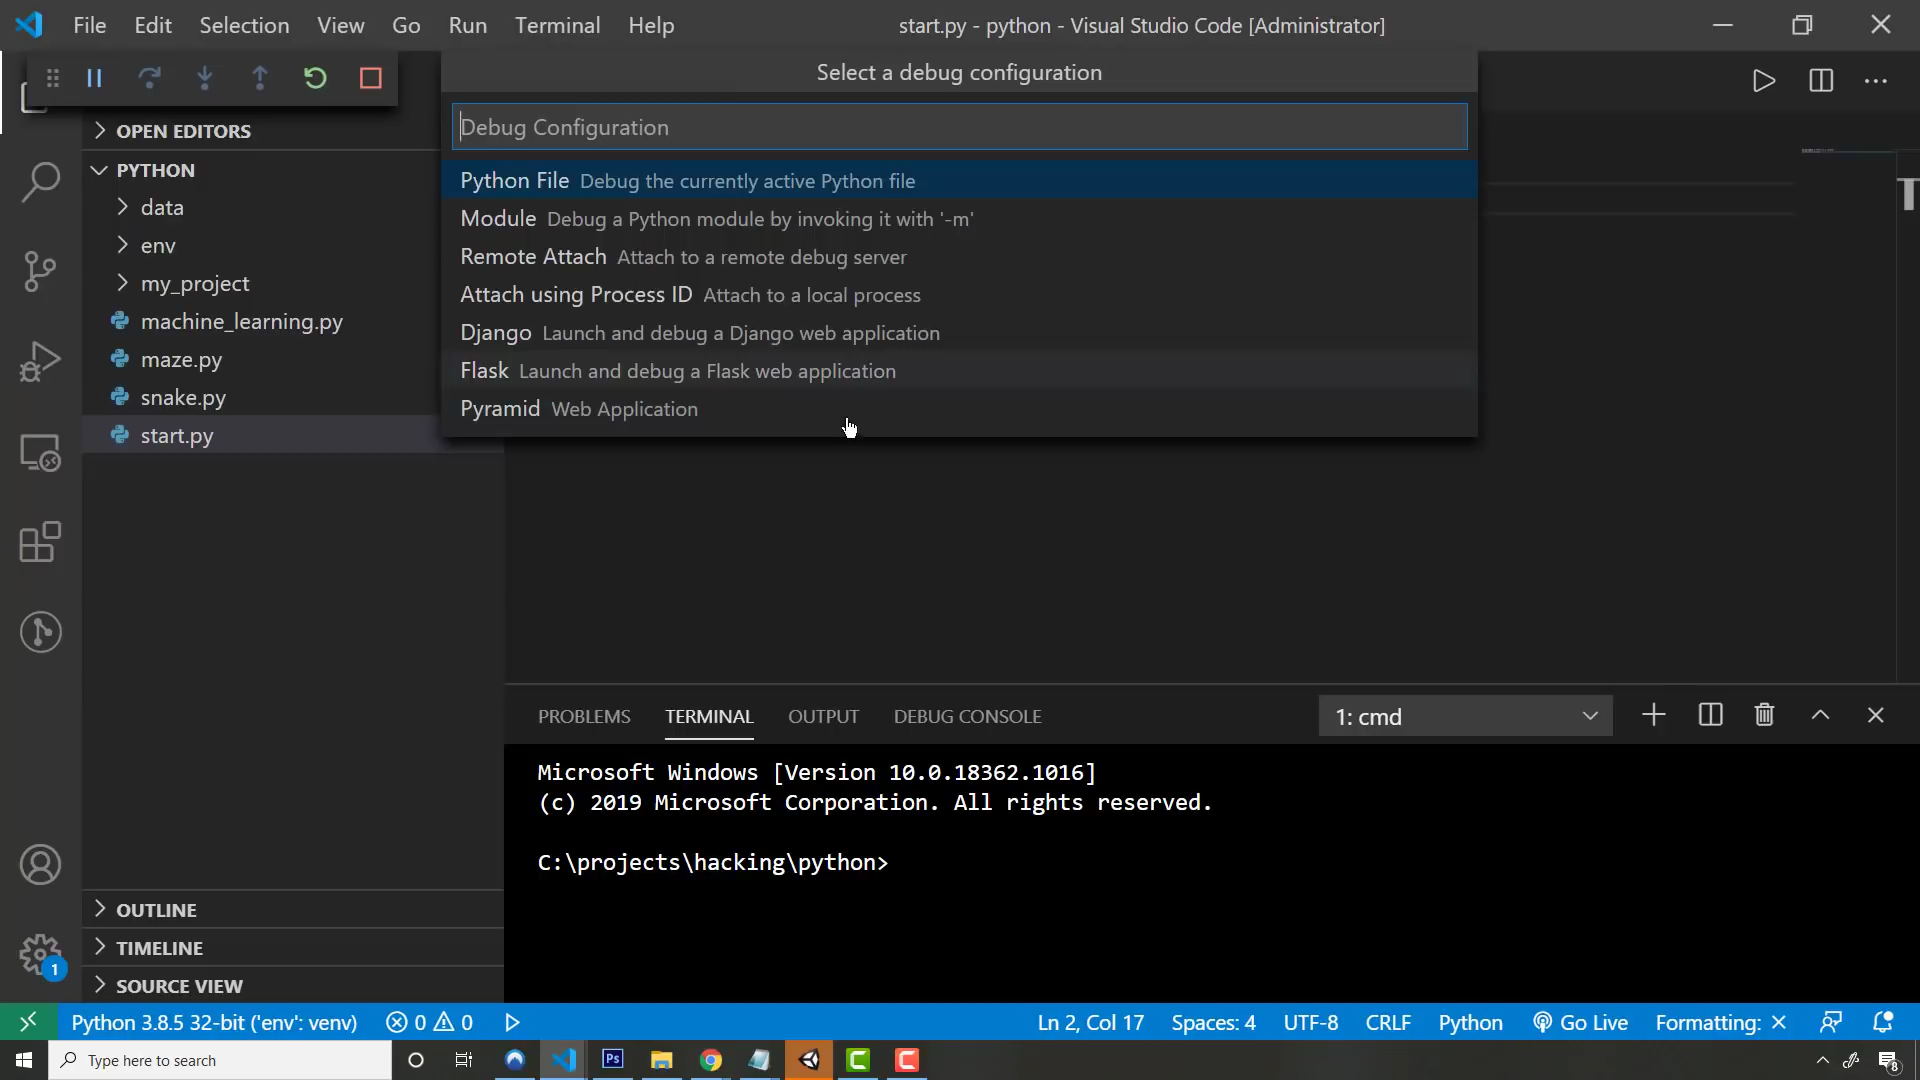 File Edit Selection View Go Run Terminal Help
start.py - python - Visual Studio Code [Administrator]
Select a debug configuration
Debug Configuration
Python File Debug the currently active Python file
Module Debug a Python module by invoking it with '-m'
Remote Attach Attach to a remote debug server
Attach using Process ID Attach to a local process
Django Launch and debug a Django web application
Flask Launch and debug a Flask web application
Pyramid Web Application
OPEN EDITORS
PYTHON
data
env
my_project
machine_learning.py
maze.py
snake.py
start.py
OUTLINE
TIMELINE
SOURCE VIEW
1
PROBLEMS TERMINAL OUTPUT DEBUG CONSOLE
1: cmd
Microsoft Windows [Version 10.0.18362.1016]
(c) 2019 Microsoft Corporation. All rights reserved.
C:\projects\hacking\python>
Python 3.8.5 32-bit ('env': venv) 0 0 Ln 2, Col 17 Spaces: 4 UTF-8 CRLF Python Go Live Formatting: ✕
Type here to search
Ps
8